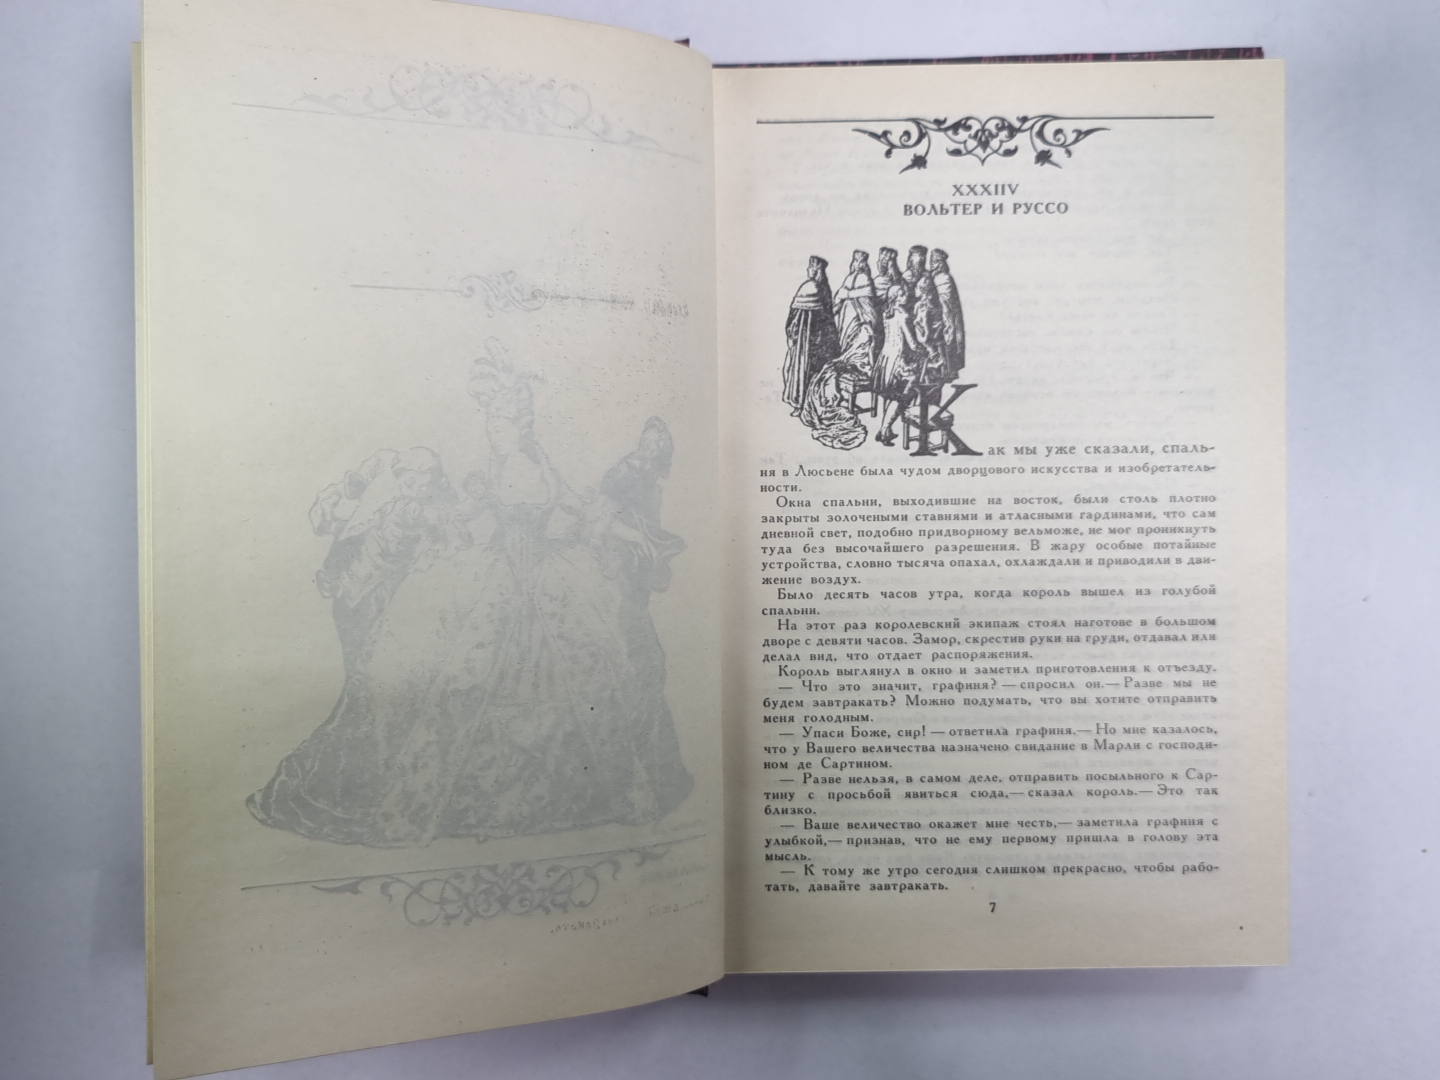 XXXIIV
ВОЛЬТЕР И РУССО
Как мы уже сказали, спаль-
ня в Люсьене была чудом дворцового искусства и изобретатель-
ности.
Окна спальни, выходившие на восток, были столь плотно
закрыты золочеными ставнями и атласными гардинами, что сам
дневной свет, подобно придворному вельможе, не мог проникнуть
туда без высочайшего разрешения. В жару особые потайные
устройства, словно тысяча опахал, охлаждали и приводили в дви-
жение воздух.
Было десять часов утра, когда король вышел из голубой
спальни.
На этот раз королевский экипаж стоял наготове в большом
дворе с девяти часов. Замор, скрестив руки на груди, отдавал или
делал вид, что отдает распоряжения.
Король выглянул в окно и заметил приготовления к отъезду.
— Что это значит, графиня? — спросил он.— Разве мы не
будем завтракать? Можно подумать, что вы хотите отправить
меня голодным.
— Упаси Боже, сир! — ответила графиня.— Но мне казалось,
что у Вашего величества назначено свидание в Марли с господи-
ном де Сартином.
— Разве нельзя, в самом деле, отправить посыльного к Сар-
тину с просьбой явиться сюда,— сказал король.— Это так
близко.
— Ваше величество окажет мне честь,— заметила графиня с
улыбкой,— признав, что не ему первому пришла в голову эта
мысль.
— К тому же утро сегодня слишком прекрасно, чтобы рабо-
тать, давайте завтракать.
7